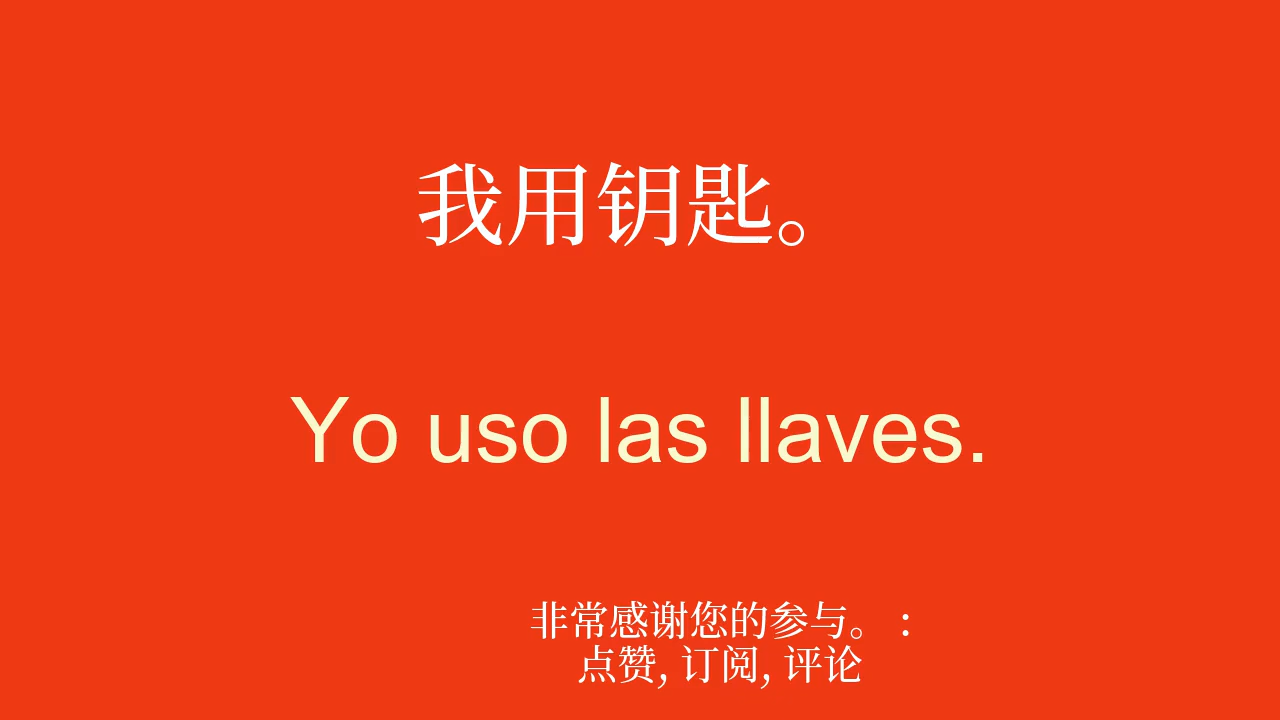 我用钥匙。
Yo uso las llaves.
非常感谢您的参与。 :
点赞, 订阅, 评论